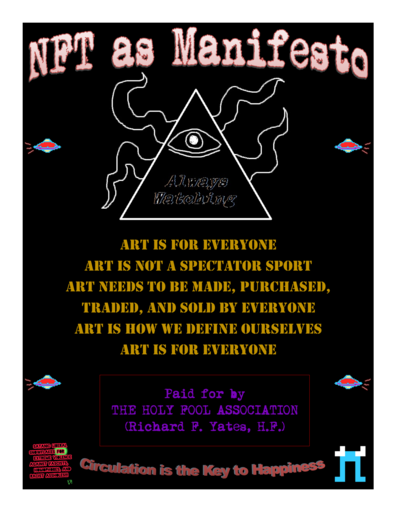 NFT as Manifesto
Always
Watching
ART IS FOR EVERYONE
ART IS NOT A SPECTATOR SPORT
ART NEEDS TO BE MADE, PURCHASED,
TRADED, AND SOLD BY EVERYONE
ART IS HOW WE DEFINE OURSELVES
ART IS FOR EVERYONE
Paid for by
THE HOLY FOOL ASSOCIATION
(Richard F. Yates, H.F.)
Circulation is the Key to Happiness